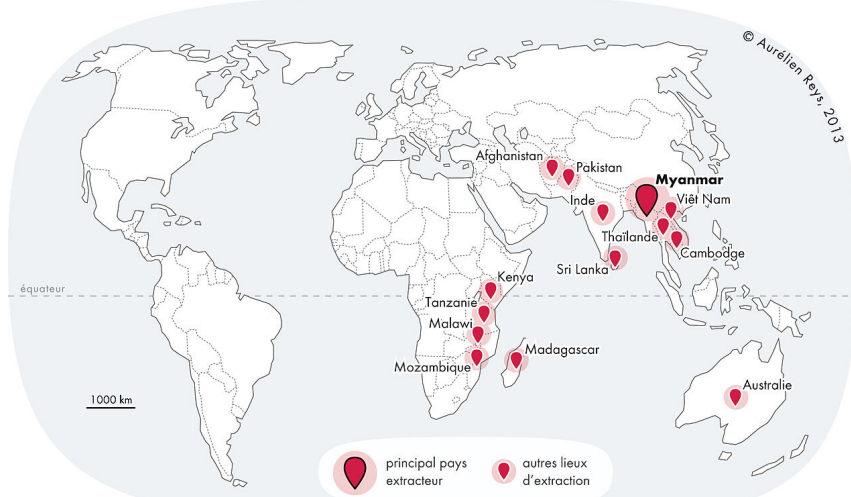 © Aurélien Reys, 2013
Afghanistan
Pakistan
Myanmar
Inde
Viêt Nam
Thaïlande
Cambodge
Sri Lanka
Kenya
équateur
Tanzanie
Malawi
Madagascar
Mozambique
Australie
1000 km
principal pays
extracteur
autres lieux
d'extraction